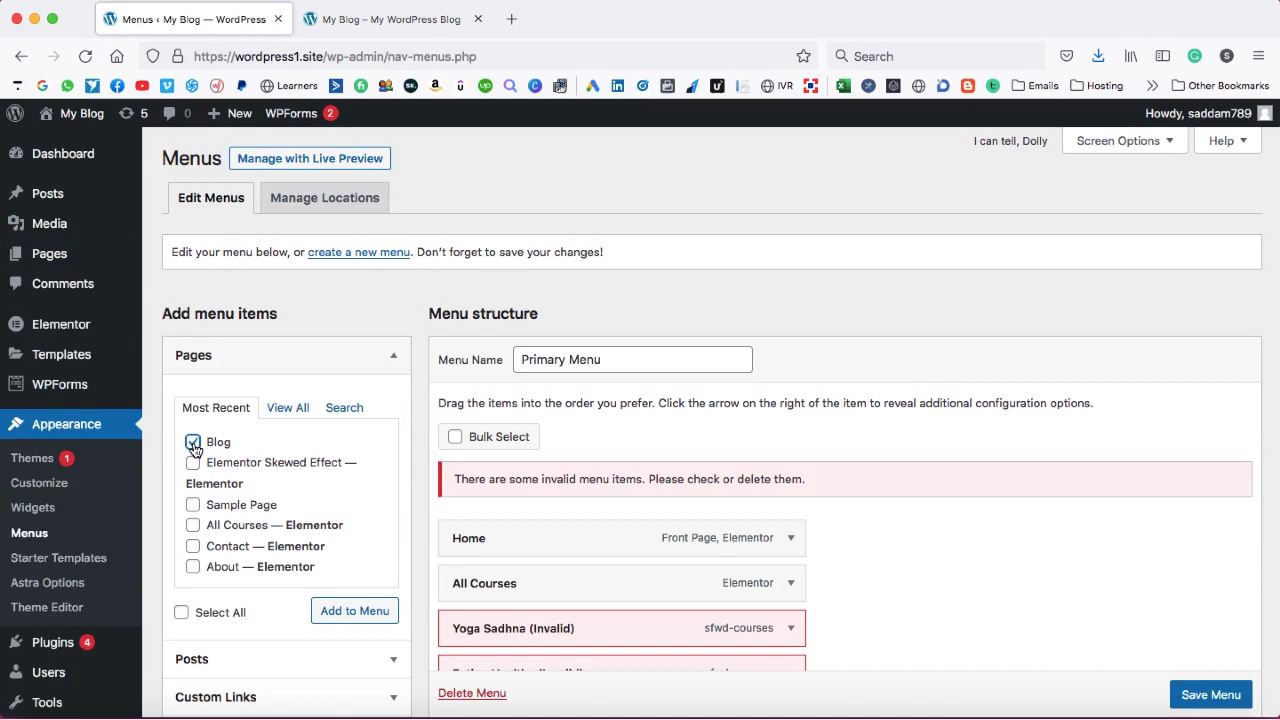 Menus ‹ My Blog — WordPress
My Blog – My WordPress Blog
https://wordpress1.site/wp-admin/nav-menus.php
Search
Learners
IVR
Emails
Hosting
Other Bookmarks
My Blog
5
0
New
WPForms 2
Howdy, saddam789
Dashboard
Posts
Media
Pages
Comments
Elementor
Templates
WPForms
Appearance
Themes 1
Customize
Widgets
Menus
Starter Templates
Astra Options
Theme Editor
Plugins 4
Users
Tools
I can tell, Dolly
Screen Options
Help
Menus
Manage with Live Preview
Edit Menus
Manage Locations
Edit your menu below, or create a new menu. Don’t forget to save your changes!
Add menu items
Pages
Most Recent
View All
Search
Blog
Elementor Skewed Effect —
Elementor
Sample Page
All Courses — Elementor
Contact — Elementor
About — Elementor
Select All
Add to Menu
Posts
Custom Links
Menu structure
Menu Name
Primary Menu
Drag the items into the order you prefer. Click the arrow on the right of the item to reveal additional configuration options.
Bulk Select
There are some invalid menu items. Please check or delete them.
Home
Front Page, Elementor
All Courses
Elementor
Yoga Sadhna (Invalid)
sfwd-courses
Delete Menu
Save Menu